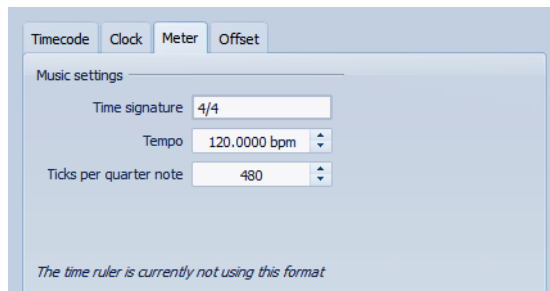 Timecode Clock Meter Offset
Music settings
Time signature 4/4
Tempo 120.0000 bpm
Ticks per quarter note 480
The time ruler is currently not using this format